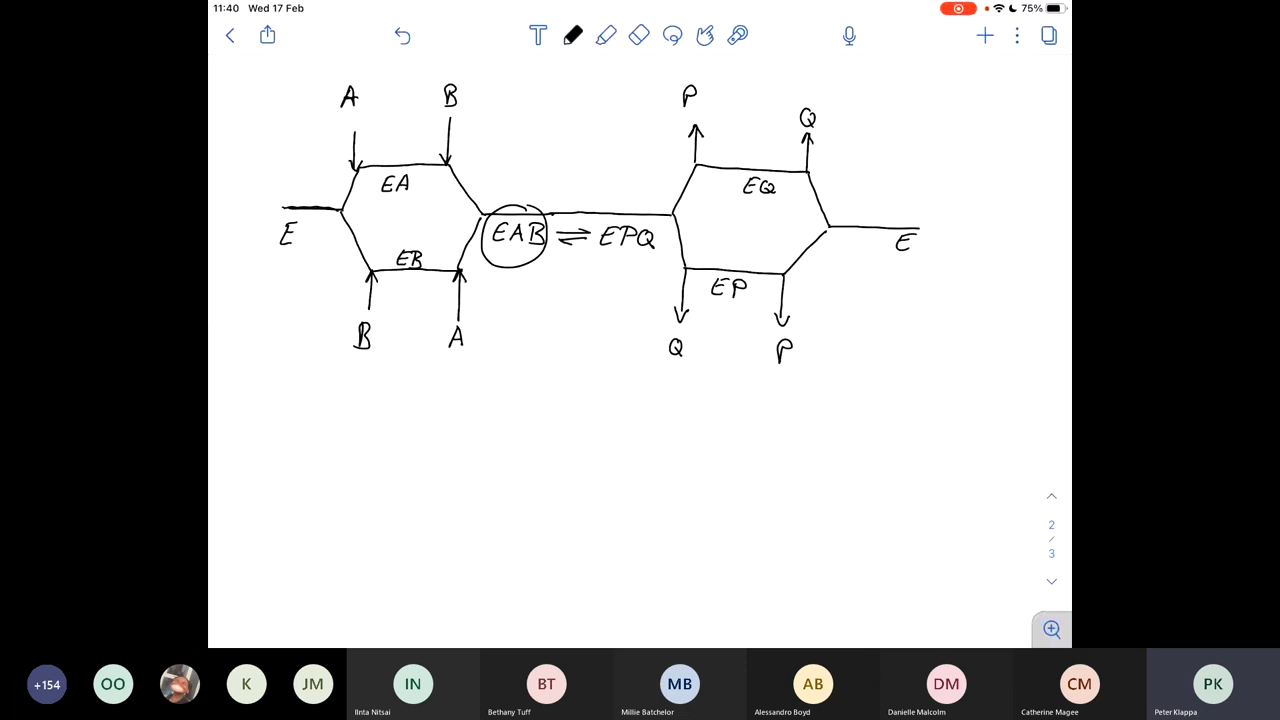 11:40 Wed 17 Feb
75%
T
A B
P Q
EA
EQ
E
EAB ⇌ EPQ
E
EB
EP
B A
Q P
2
/
3
+154
OO
K
JM
IN
BT
MB
AB
DM
CM
PK
Ilnta Nitsai
Bethany Tuff
Millie Batchelor
Alessandro Boyd
Danielle Malcolm
Catherine Magee
Peter Klappa